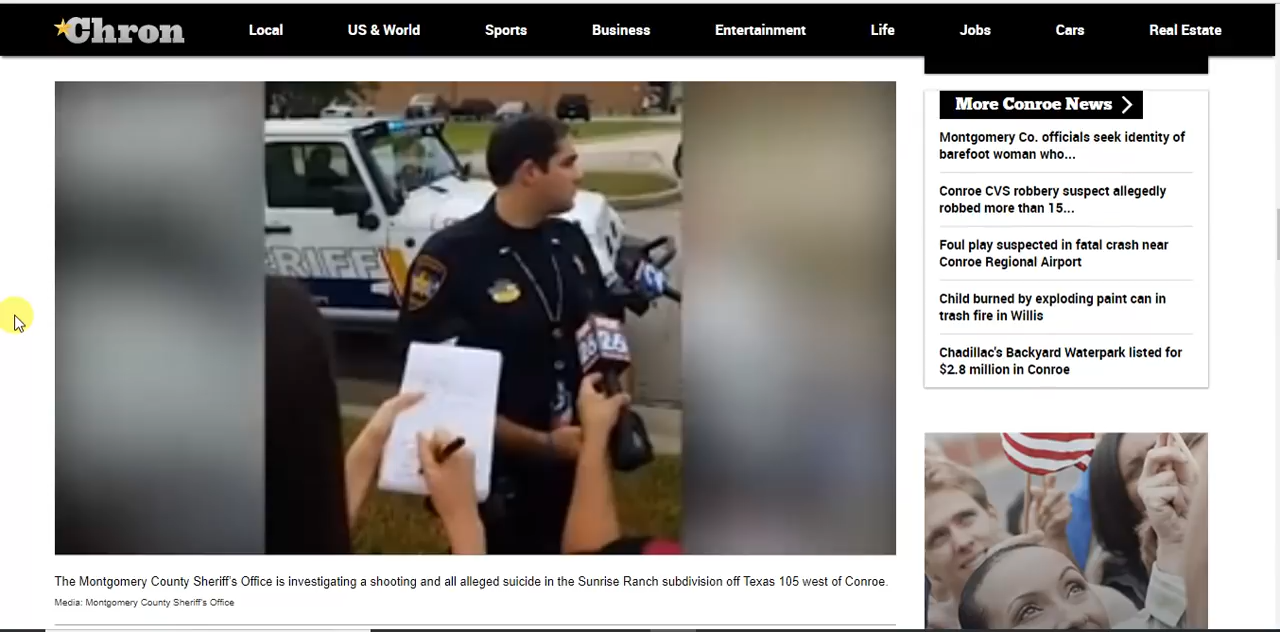 Chron
Local
US & World
Sports
Business
Entertainment
Life
Jobs
Cars
Real Estate
RIFF
26
More Conroe News
Montgomery Co. officials seek identity of
barefoot woman who...
Conroe CVS robbery suspect allegedly
robbed more than 15...
Foul play suspected in fatal crash near
Conroe Regional Airport
Child burned by exploding paint can in
trash fire in Willis
Chadillac's Backyard Waterpark listed for
$2.8 million in Conroe
The Montgomery County Sheriff's Office is investigating a shooting and all alleged suicide in the Sunrise Ranch subdivision off Texas 105 west of Conroe.
Media: Montgomery County Sheriff's Office